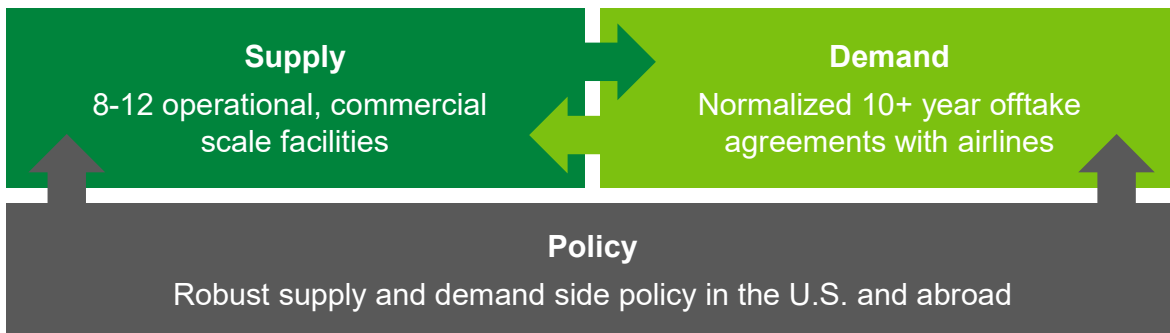 Supply
8-12 operational, commercial
scale facilities
Demand
Normalized 10+ year offtake
agreements with airlines
Policy
Robust supply and demand side policy in the U.S. and abroad